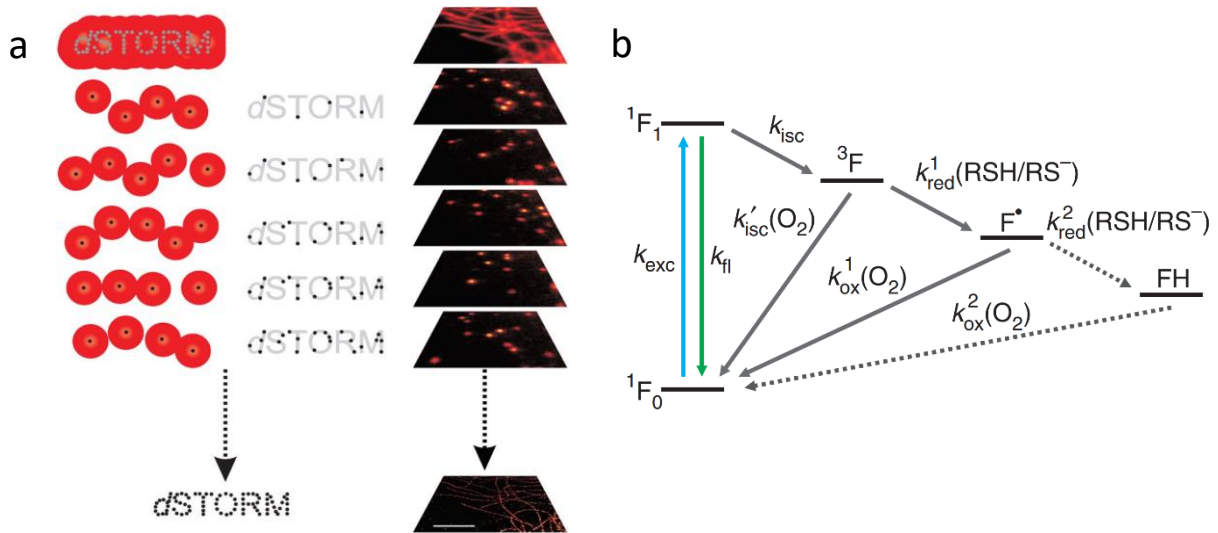 a
dSTORM
dSTORM
dSTORM
dSTORM
dSTORM
dSTORM
dSTORM
b
¹F₁
k_isc
³F
k¹_red(RSH/RS⁻)
k′_isc(O₂)
F•
k²_red(RSH/RS⁻)
k_exc
k_fl
k¹_ox(O₂)
FH
k²_ox(O₂)
¹F₀